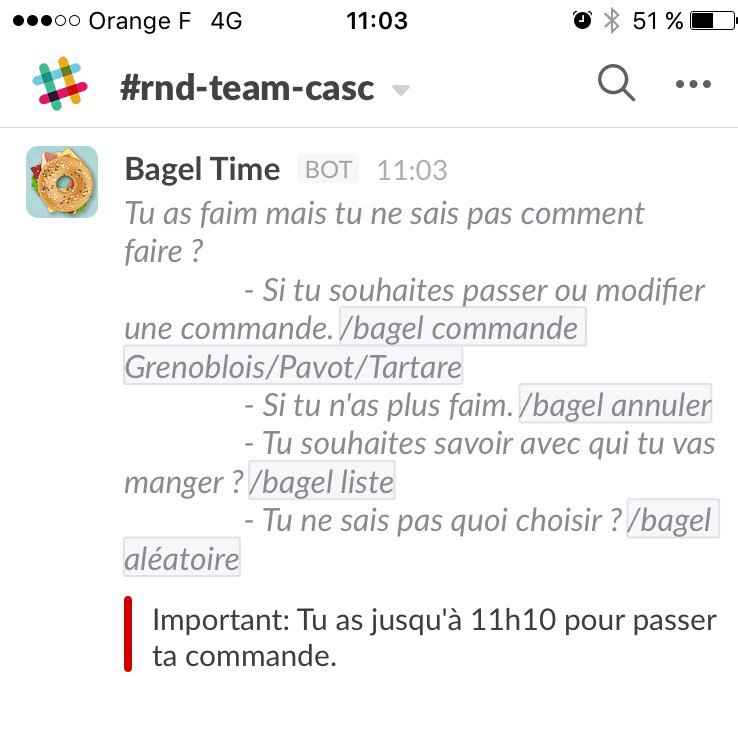 Orange F 4G 11:03 51 %
#rnd-team-casc
Bagel Time BOT 11:03
Tu as faim mais tu ne sais pas comment
faire ?
- Si tu souhaites passer ou modifier
une commande. /bagel commande
Grenoblois/Pavot/Tartare
- Si tu n'as plus faim. /bagel annuler
- Tu souhaites savoir avec qui tu vas
manger ? /bagel liste
- Tu ne sais pas quoi choisir ? /bagel
aléatoire
Important: Tu as jusqu'à 11h10 pour passer
ta commande.